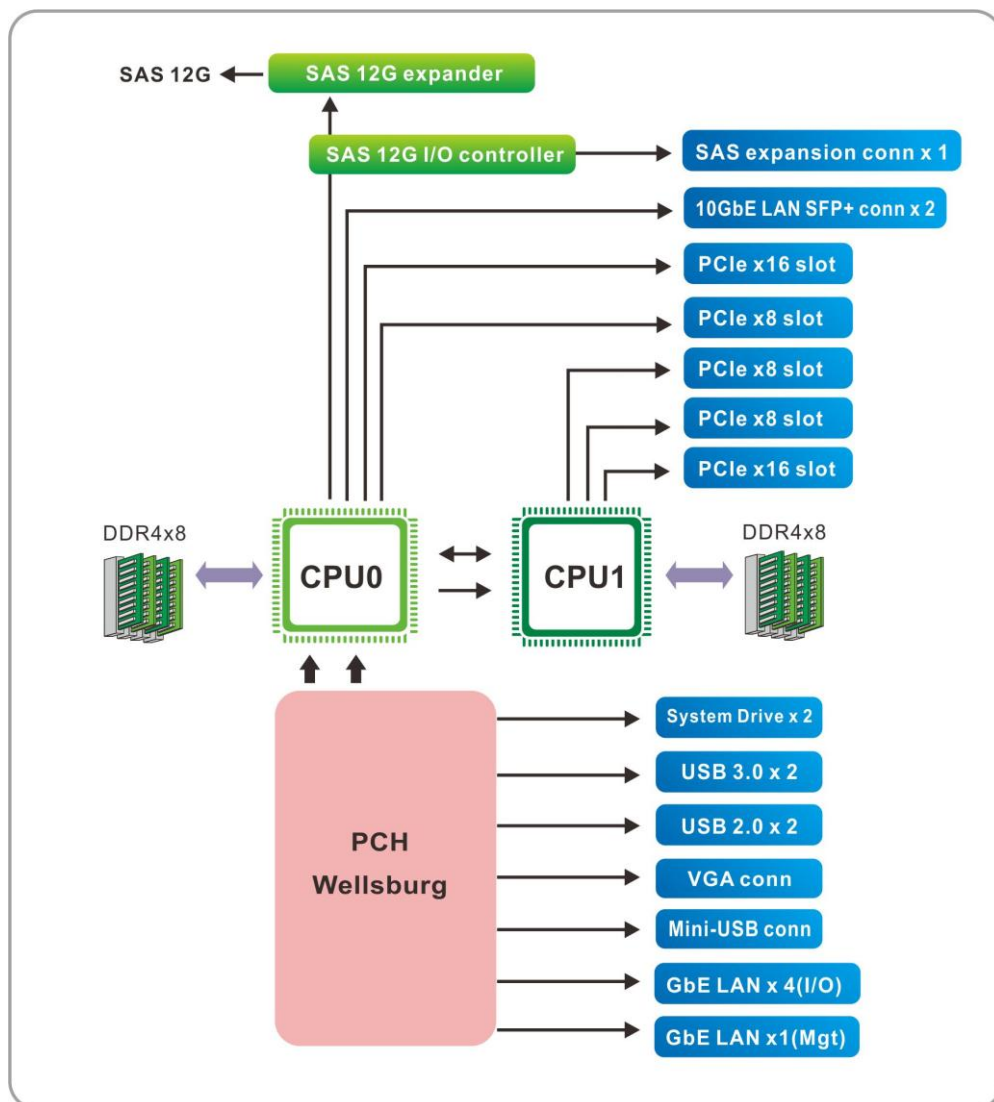 SAS 12G
SAS 12G expander
SAS 12G I/O controller
SAS expansion conn x 1
10GbE LAN SFP+ conn x 2
PCIe x16 slot
PCIe x8 slot
PCIe x8 slot
PCIe x8 slot
PCIe x16 slot
DDR4x8
CPU0
CPU1
DDR4x8
PCH
Wellsburg
System Drive x 2
USB 3.0 x 2
USB 2.0 x 2
VGA conn
Mini-USB conn
GbE LAN x 4(I/O)
GbE LAN x1(Mgt)